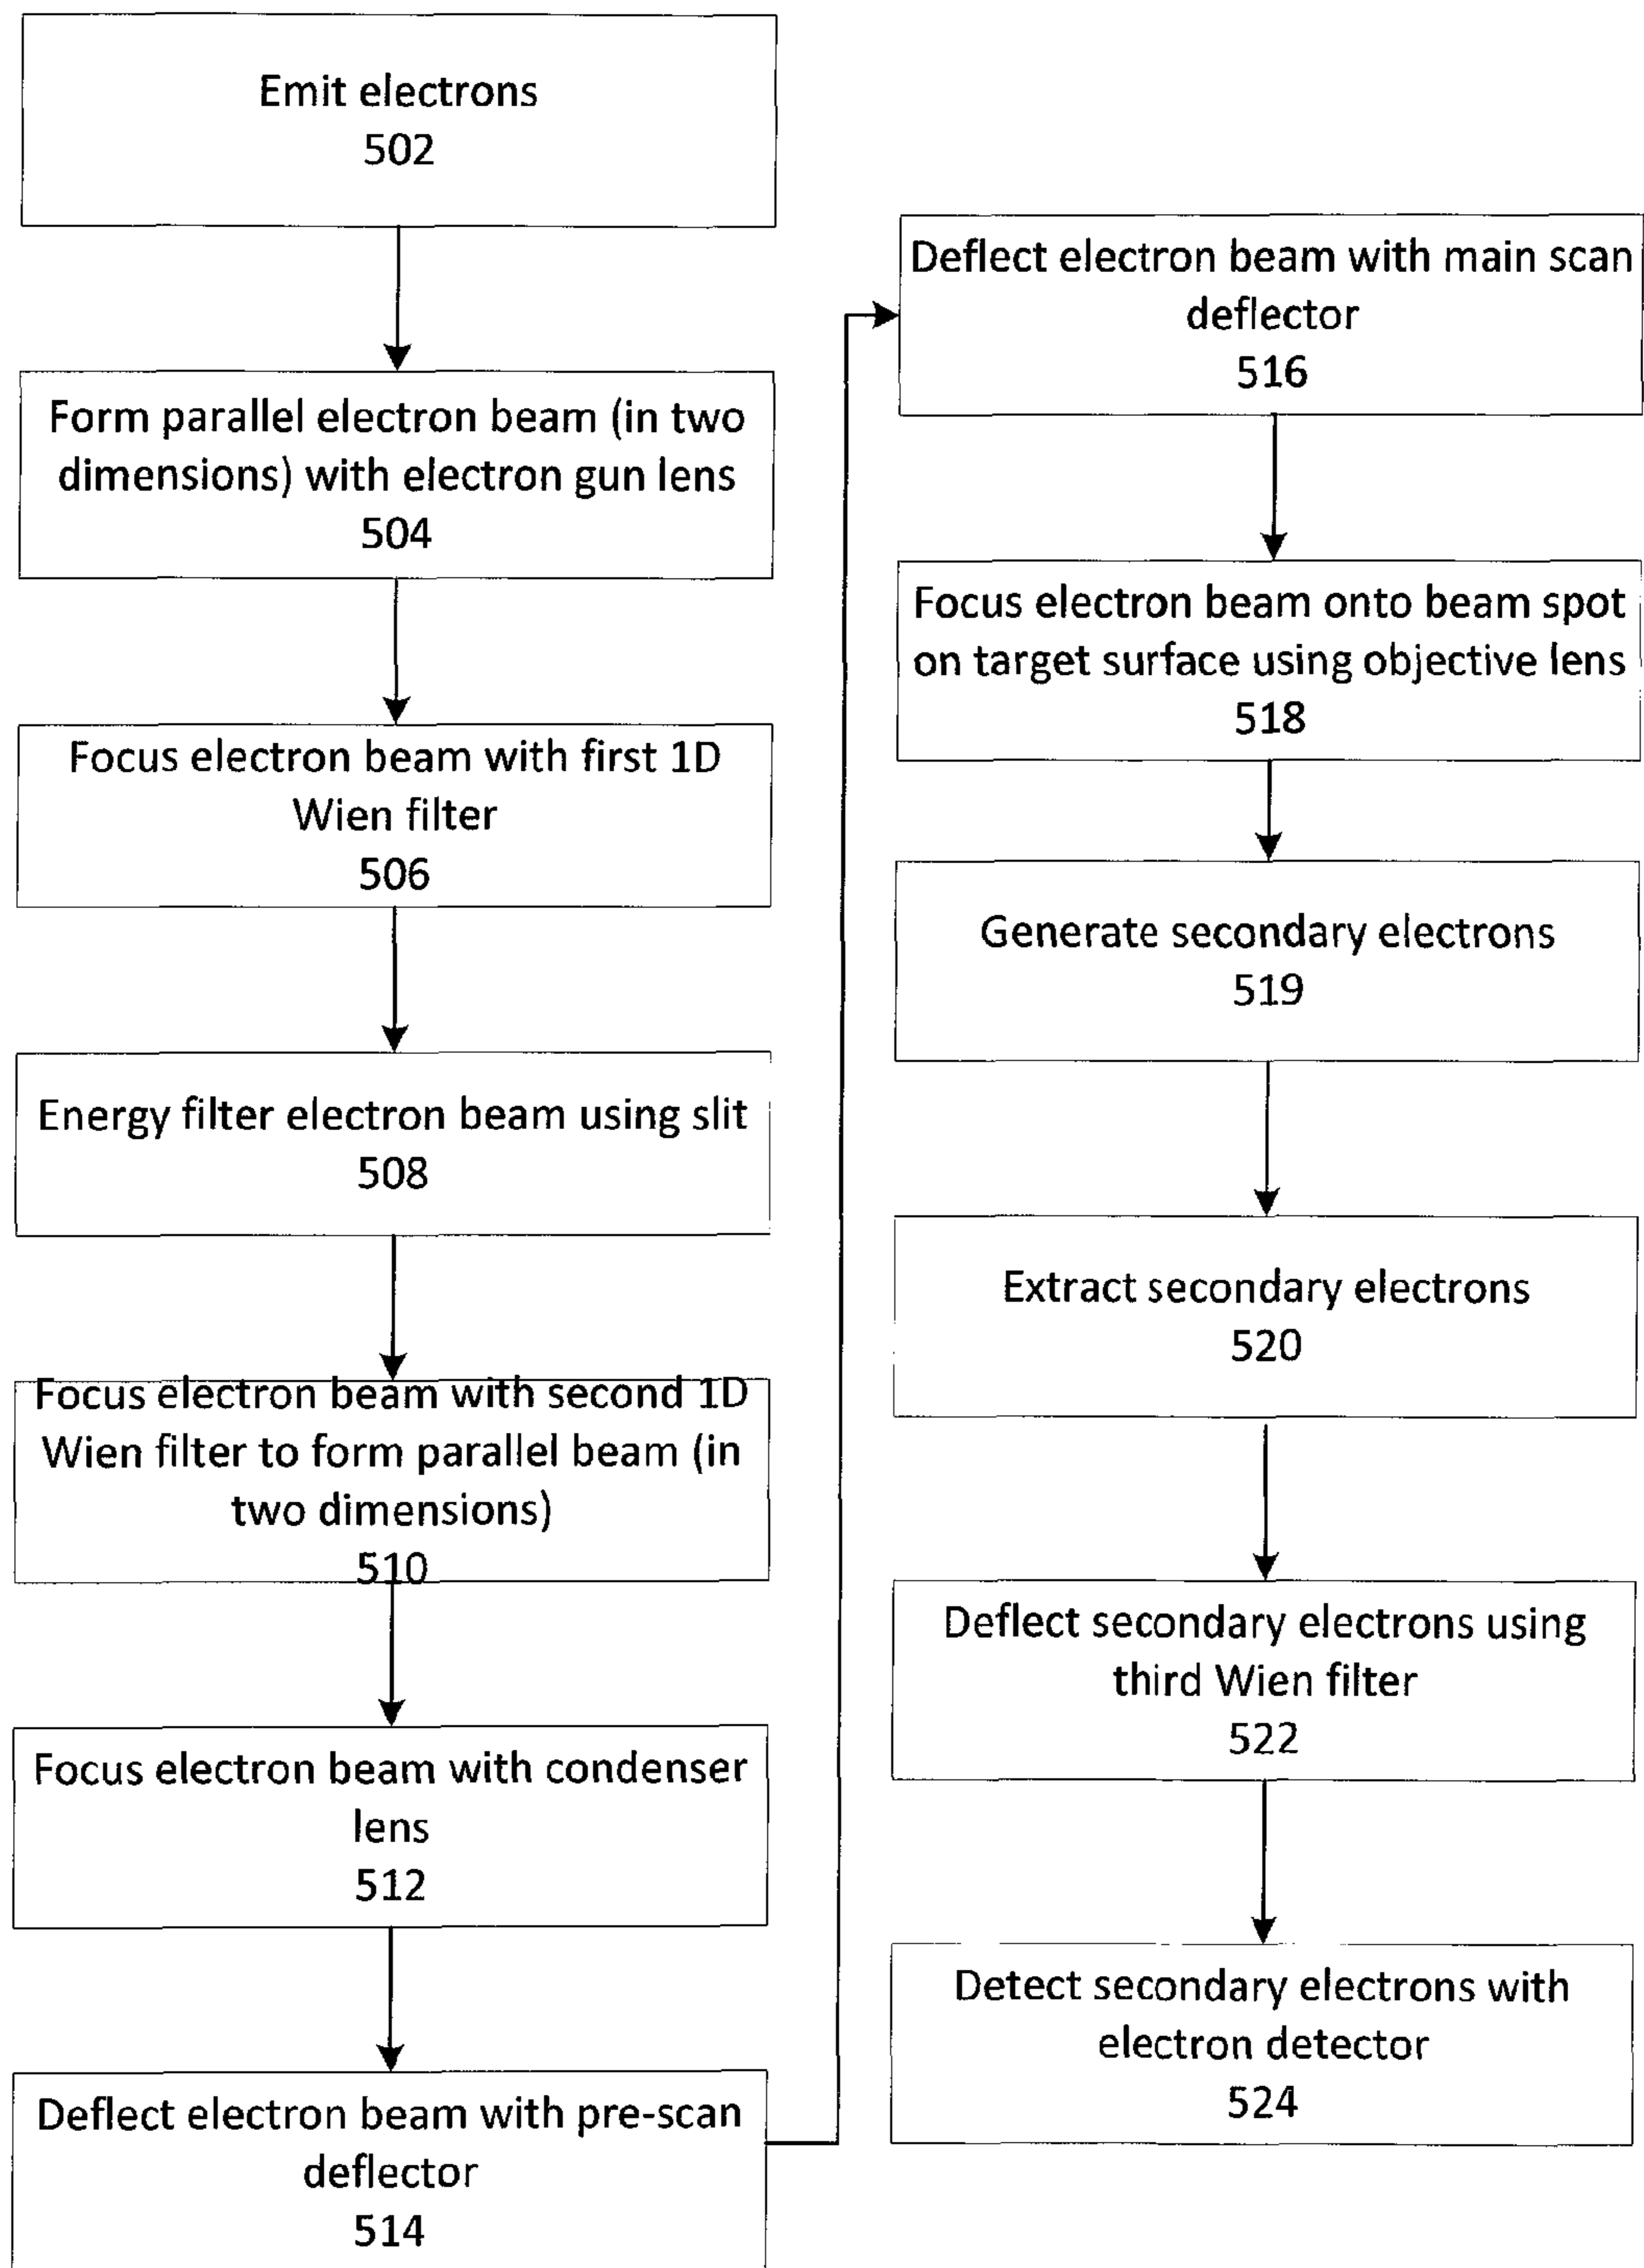 Emit electrons
502
Form parallel electron beam (in two
dimensions) with electron gun lens
504
Focus electron beam with first 1D
Wien filter
506
Energy filter electron beam using slit
508
Focus electron beam with second 1D
Wien filter to form parallel beam (in
two dimensions)
510
Focus electron beam with condenser
lens
512
Deflect electron beam with pre-scan
deflector
514
Deflect electron beam with main scan
deflector
516
Focus electron beam onto beam spot
on target surface using objective lens
518
Generate secondary electrons
519
Extract secondary electrons
520
Deflect secondary electrons using
third Wien filter
522
Detect secondary electrons with
electron detector
524